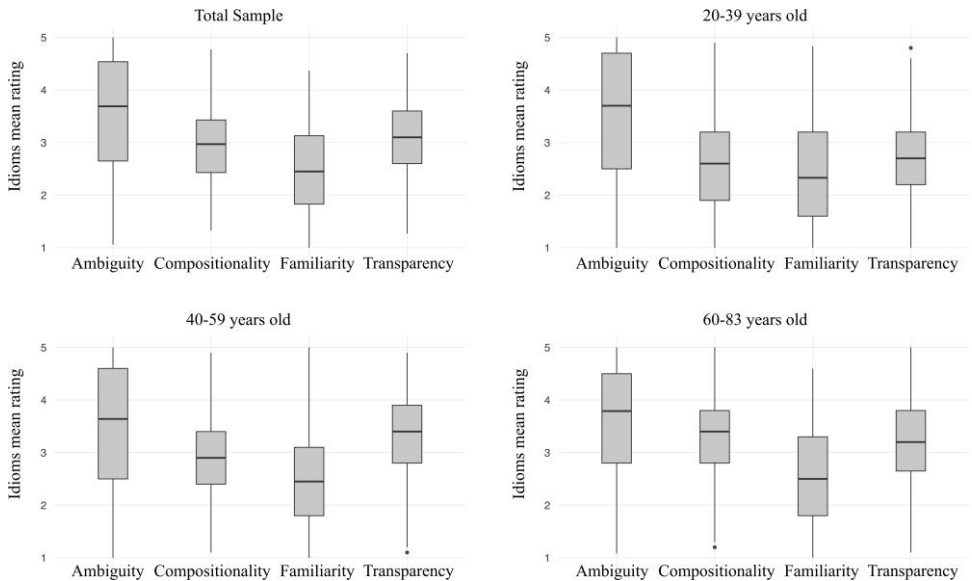 Total Sample
Idioms mean rating
5
4
3
2
1
Ambiguity Compositionality Familiarity Transparency
20-39 years old
Idioms mean rating
5
4
3
2
1
Ambiguity Compositionality Familiarity Transparency
40-59 years old
Idioms mean rating
5
4
3
2
1
Ambiguity Compositionality Familiarity Transparency
60-83 years old
Idioms mean rating
5
4
3
2
1
Ambiguity Compositionality Familiarity Transparency